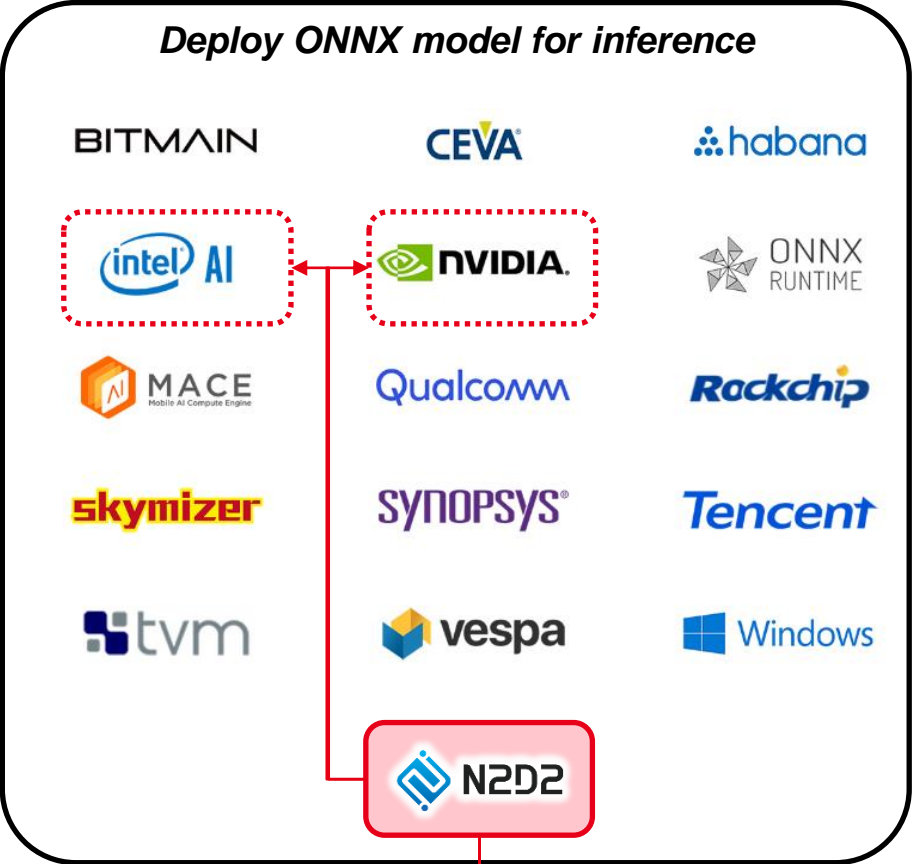 Deploy ONNX model for inference
BITMAIN
CEVA
habana
intel AI
NVIDIA.
ONNX
RUNTIME
AI
MACE
Mobile AI Compute Engine
Qualcomm
Rockchip
skymizer
SYNOPSYS®
Tencent
tvm
vespa
Windows
N2D2